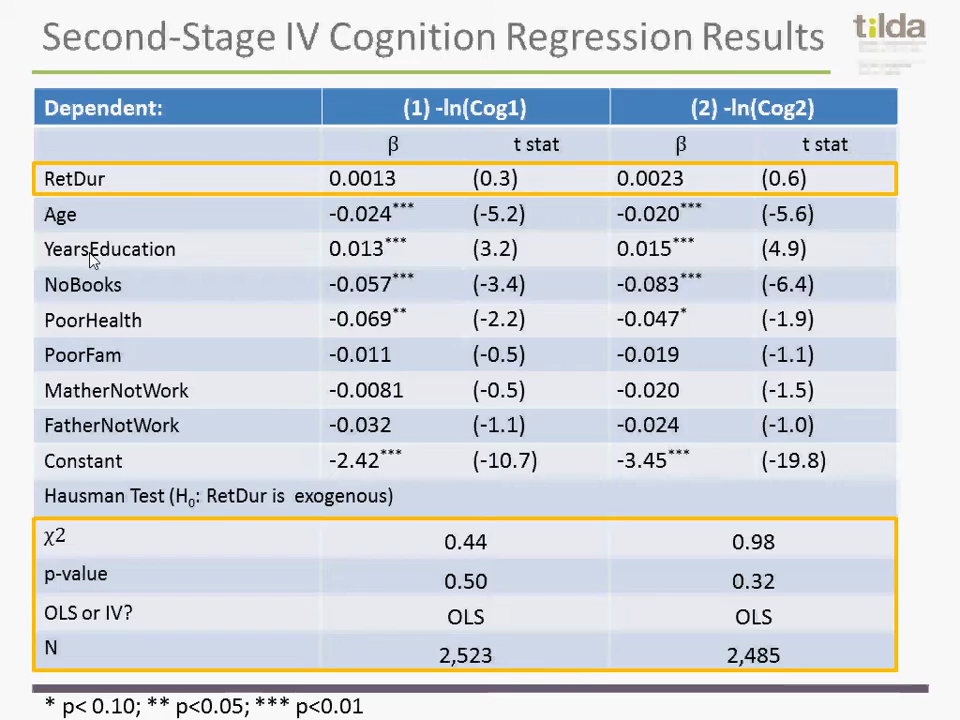 Second-Stage IV Cognition Regression Results
tilda
Dependent: (1) -ln(Cog1) (2) -ln(Cog2)
β t stat β t stat
RetDur 0.0013 (0.3) 0.0023 (0.6)
Age -0.024*** (-5.2) -0.020*** (-5.6)
YearsEducation 0.013*** (3.2) 0.015*** (4.9)
NoBooks -0.057*** (-3.4) -0.083*** (-6.4)
PoorHealth -0.069** (-2.2) -0.047* (-1.9)
PoorFam -0.011 (-0.5) -0.019 (-1.1)
MatherNotWork -0.0081 (-0.5) -0.020 (-1.5)
FatherNotWork -0.032 (-1.1) -0.024 (-1.0)
Constant -2.42*** (-10.7) -3.45*** (-19.8)
Hausman Test (H0: RetDur is exogenous)
χ2 0.44 0.98
p-value 0.50 0.32
OLS or IV? OLS OLS
N 2,523 2,485
* p< 0.10; ** p<0.05; *** p<0.01